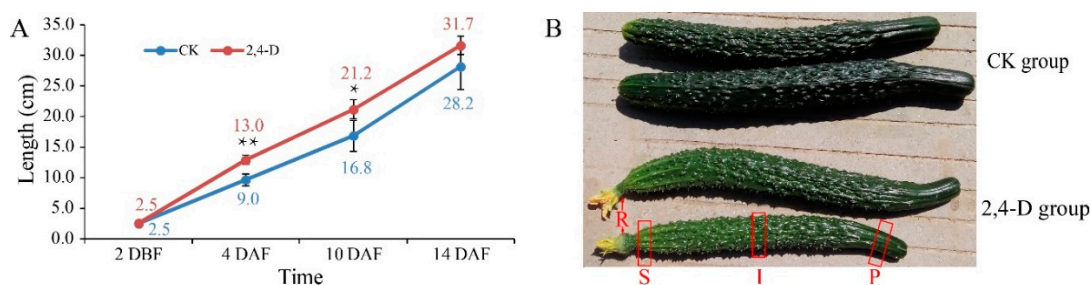 A
35.0
30.0
25.0
20.0
15.0
10.0
5.0
0.0
Length (cm)
CK 2,4-D
2.5
2.5
13.0
**
9.0
21.2
*
16.8
31.7
28.2
2 DBF 4 DAF 10 DAF 14 DAF
Time
B
CK group
2,4-D group
R
S I P